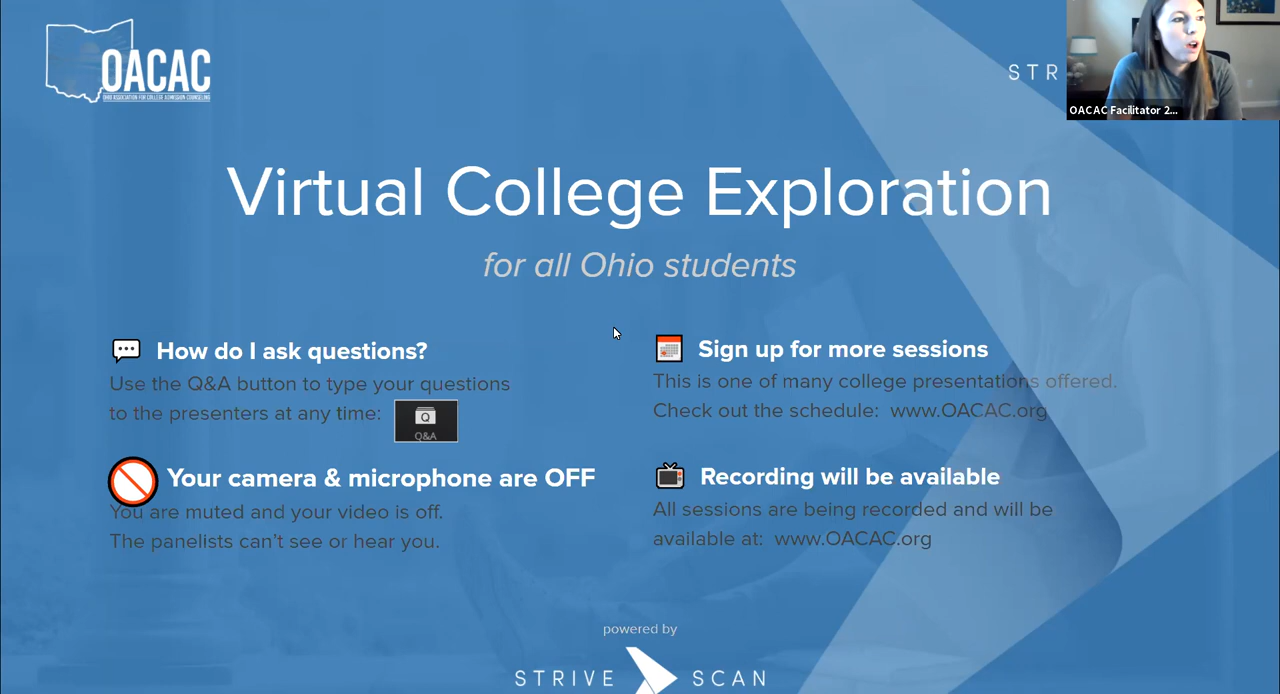 OACAC
OHIO ASSOCIATION FOR COLLEGE ADMISSION COUNSELING
STR
OACAC Facilitator 2...
Virtual College Exploration
for all Ohio students
How do I ask questions?
Use the Q&A button to type your questions
to the presenters at any time:
Q
Q&A
Your camera & microphone are OFF
You are muted and your video is off.
The panelists can't see or hear you.
Sign up for more sessions
This is one of many college presentations offered.
Check out the schedule: www.OACAC.org
Recording will be available
All sessions are being recorded and will be
available at: www.OACAC.org
powered by
STRIVE SCAN